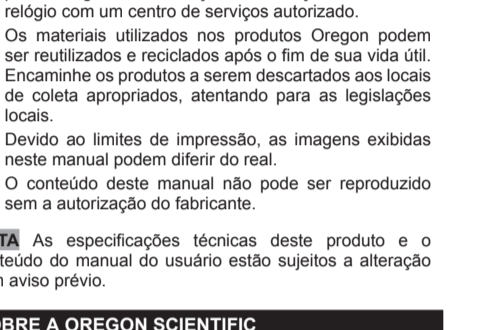 relógio com um centro de serviços autorizado.
Os materiais utilizados nos produtos Oregon podem
ser reutilizados e reciclados após o fim de sua vida útil.
Encaminhe os produtos a serem descartados aos locais
de coleta apropriados, atentando para as legislações
locais.
Devido ao limites de impressão, as imagens exibidas
neste manual podem diferir do real.
O conteúdo deste manual não pode ser reproduzido
sem a autorização do fabricante.
TA As especificações técnicas deste produto e o
teúdo do manual do usuário estão sujeitos a alteração
aviso prévio.
OBRE A OREGON SCIENTIFIC